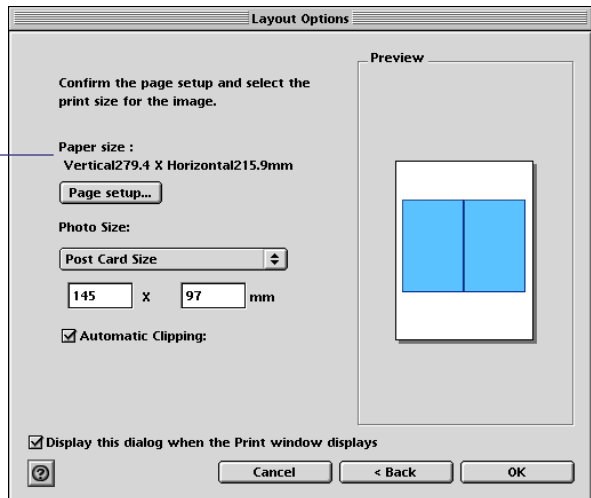 Layout Options
Preview
Confirm the page setup and select the
print size for the image.
Paper size :
Vertical279.4 X Horizontal215.9mm
Page setup...
Photo Size:
Post Card Size
145 X 97 mm
Automatic Clipping:
Display this dialog when the Print window displays
? Cancel < Back OK